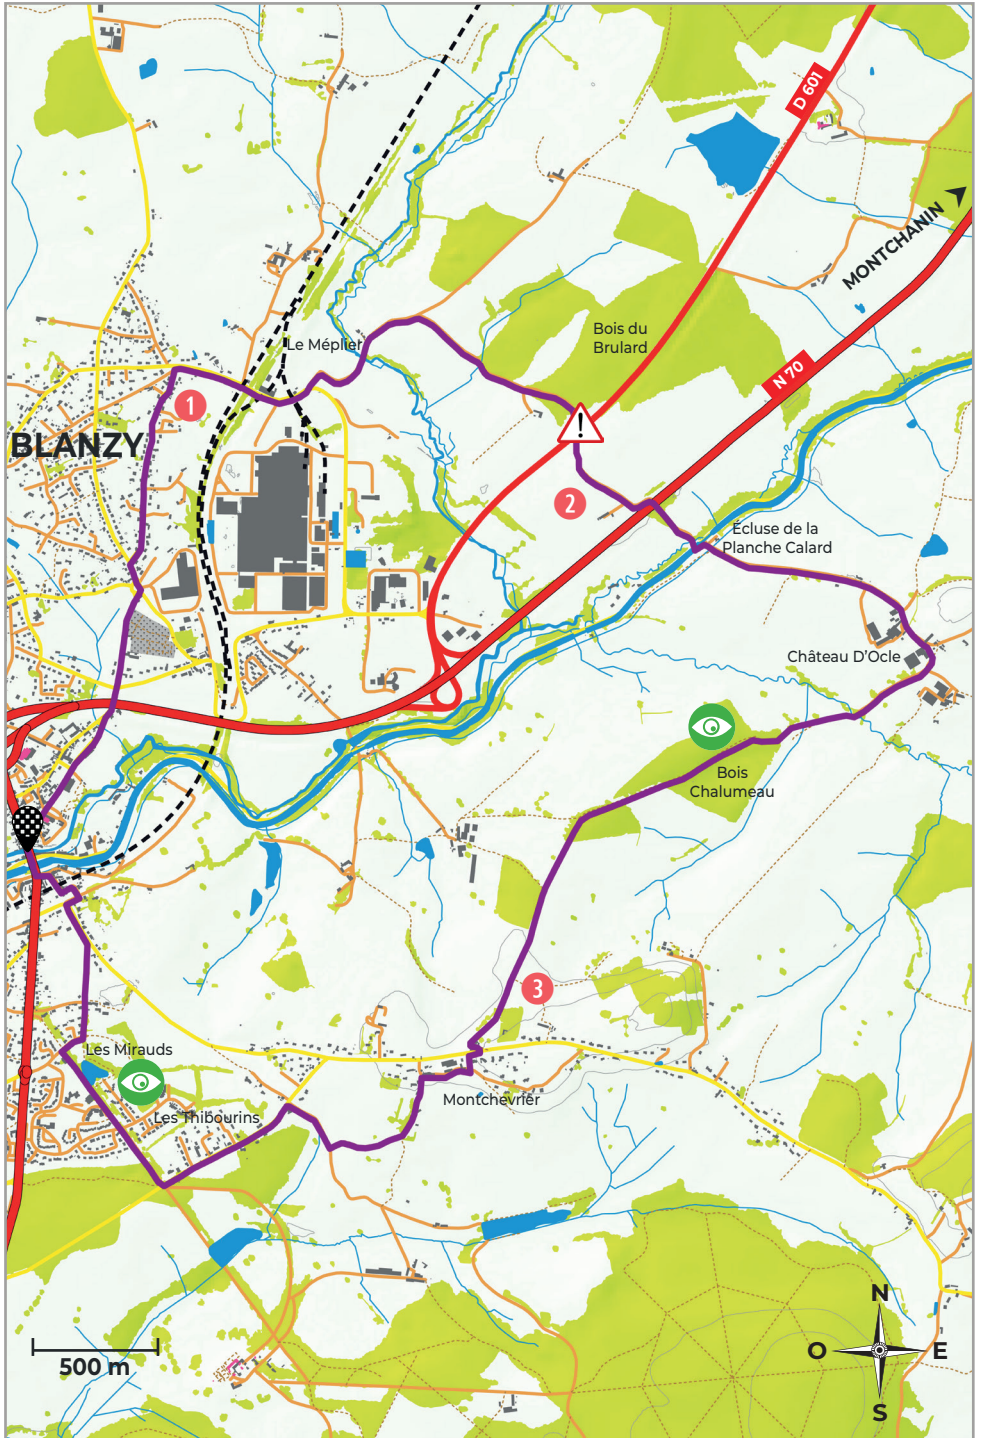 D 601
MONTCHANIN
Bois du
Brulard
Le Méplier
N 70
1
BLANZY
!
2
Écluse de la
Planche Calard
Château D'Ocle
Bois
Chalumeau
3
Les Mirauds
Montchevrier
Les Thibourins
N
O
E
S
500 m